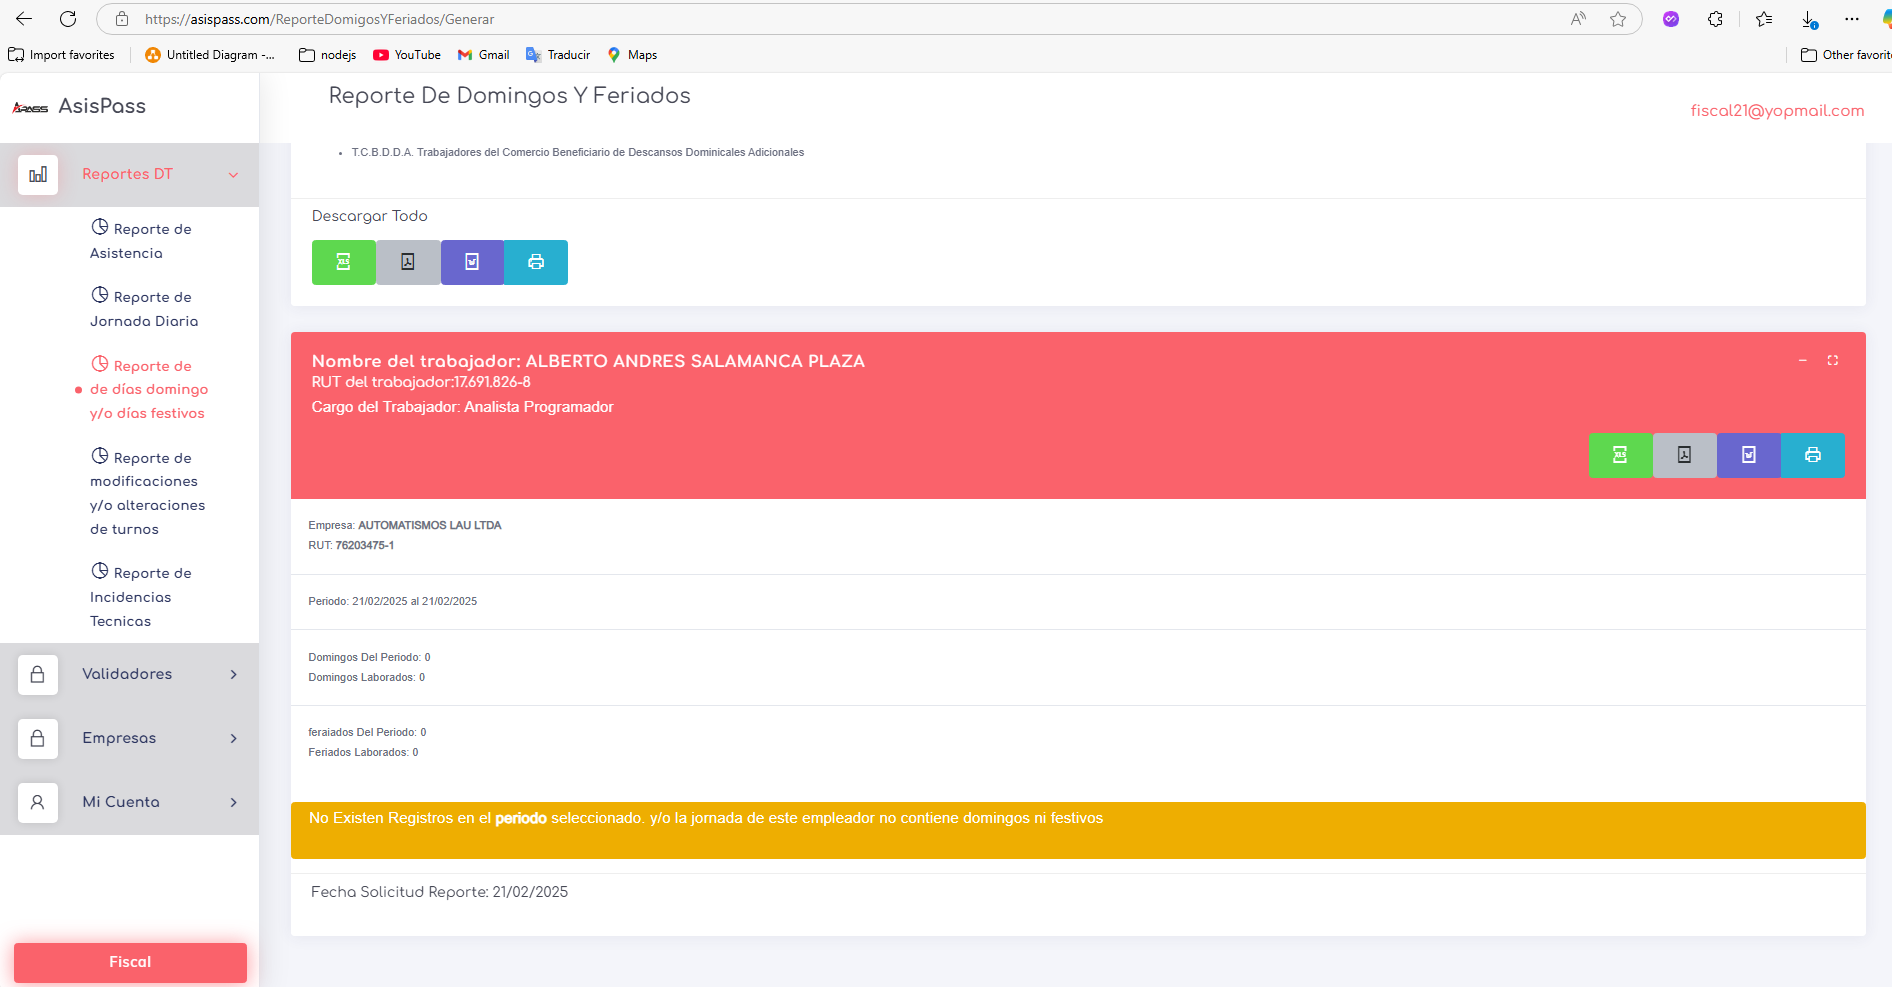 https://asispass.com/ReporteDomigosYFeriados/Generar
Import favorites
Untitled Diagram -...
nodejs
YouTube
Gmail
Traducir
Maps
Other favorit
AsisPass
Reporte De Domingos Y Feriados
fiscal21@yopmail.com
Reportes DT
Reporte de
Asistencia
Reporte de
Jornada Diaria
Reporte de
de días domingo
y/o días festivos
Reporte de
modificaciones
y/o alteraciones
de turnos
Reporte de
Incidencias
Tecnicas
Validadores
Empresas
Mi Cuenta
Fiscal
T.C.B.D.D.A. Trabajadores del Comercio Beneficiario de Descansos Dominicales Adicionales
Descargar Todo
XLS
Nombre del trabajador: ALBERTO ANDRES SALAMANCA PLAZA
RUT del trabajador:17.691.826-8
Cargo del Trabajador: Analista Programador
XLS
Empresa: AUTOMATISMOS LAU LTDA
RUT: 76203475-1
Periodo: 21/02/2025 al 21/02/2025
Domingos Del Periodo: 0
Domingos Laborados: 0
feraiados Del Periodo: 0
Feriados Laborados: 0
No Existen Registros en el periodo seleccionado. y/o la jornada de este empleador no contiene domingos ni festivos
Fecha Solicitud Reporte: 21/02/2025